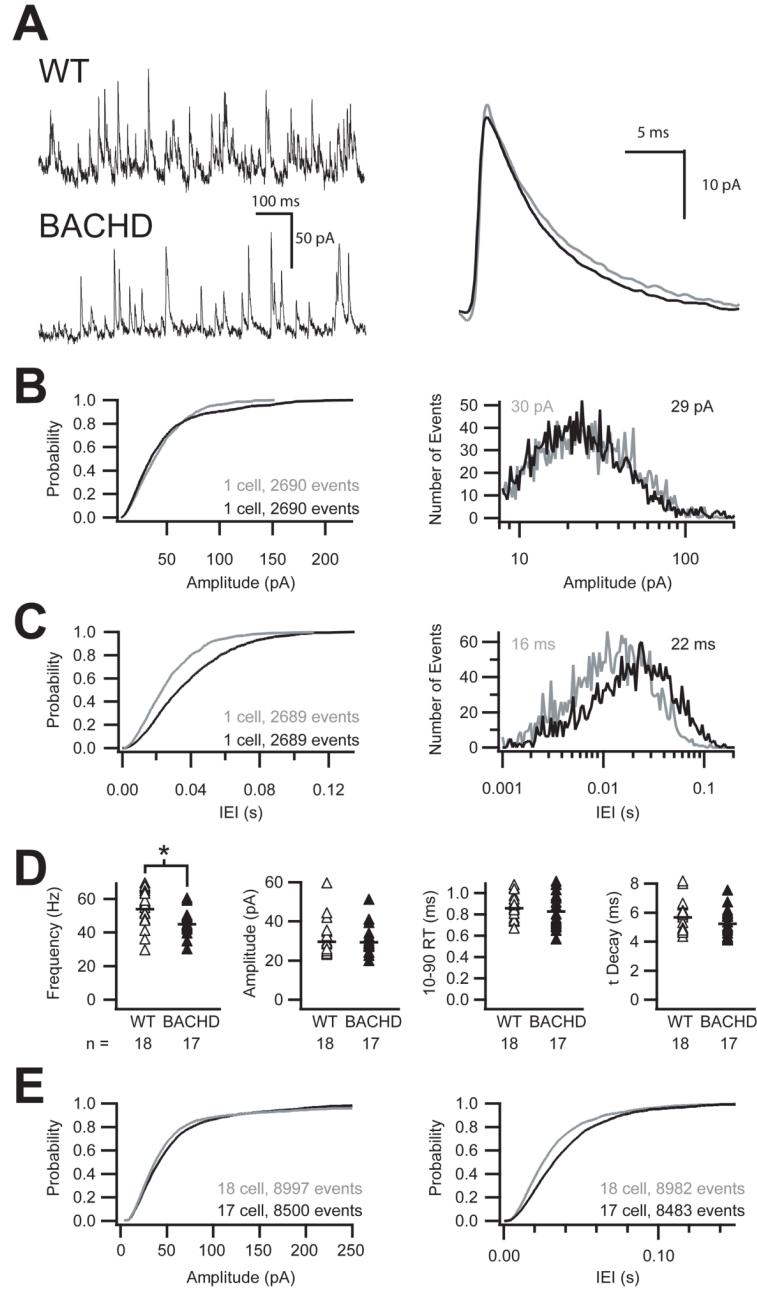 A
WT
BACHD
100 ms
50 pA
5 ms
10 pA
B
Probability
1.0
0.8
0.6
0.4
0.2
0.0
1 cell, 2690 events
1 cell, 2690 events
50 100 150 200
Amplitude (pA)
Number of Events
50
40
30
20
10
0
30 pA
29 pA
10 100
Amplitude (pA)
C
Probability
1.0
0.8
0.6
0.4
0.2
0.0
1 cell, 2689 events
1 cell, 2689 events
0.00 0.04 0.08 0.12
IEI (s)
Number of Events
60
40
20
0
16 ms
22 ms
0.001 0.01 0.1
IEI (s)
D
Frequency (Hz)
60
40
20
0
*
WT BACHD
n = 18 17
Amplitude (pA)
60
40
20
0
WT BACHD
18 17
10-90 RT (ms)
1.0
0.8
0.6
0.4
0.2
0.0
WT BACHD
18 17
t Decay (ms)
8
6
4
2
0
WT BACHD
18 17
E
Probability
1.0
0.8
0.6
0.4
0.2
0.0
18 cell, 8997 events
17 cell, 8500 events
0 50 100 150 200 250
Amplitude (pA)
Probability
1.0
0.8
0.6
0.4
0.2
0.0
18 cell, 8982 events
17 cell, 8483 events
0.00 0.10
IEI (s)